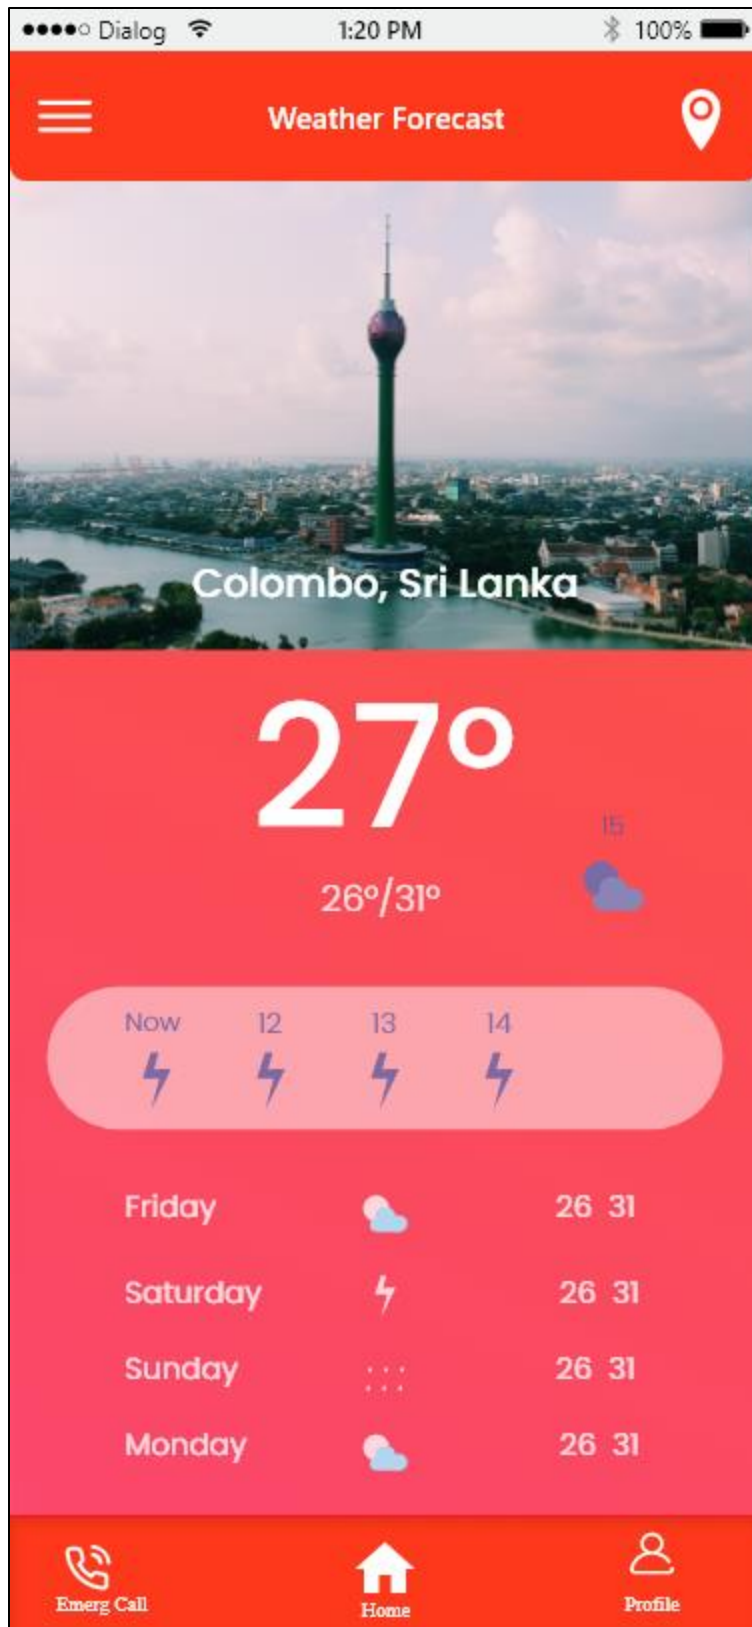 Dialog 1:20 PM 100%
Weather Forecast
Colombo, Sri Lanka
27°
15
26°/31°
Now 12 13 14
Friday 26 31
Saturday 26 31
Sunday 26 31
Monday 26 31
Emerg Call Home Profile